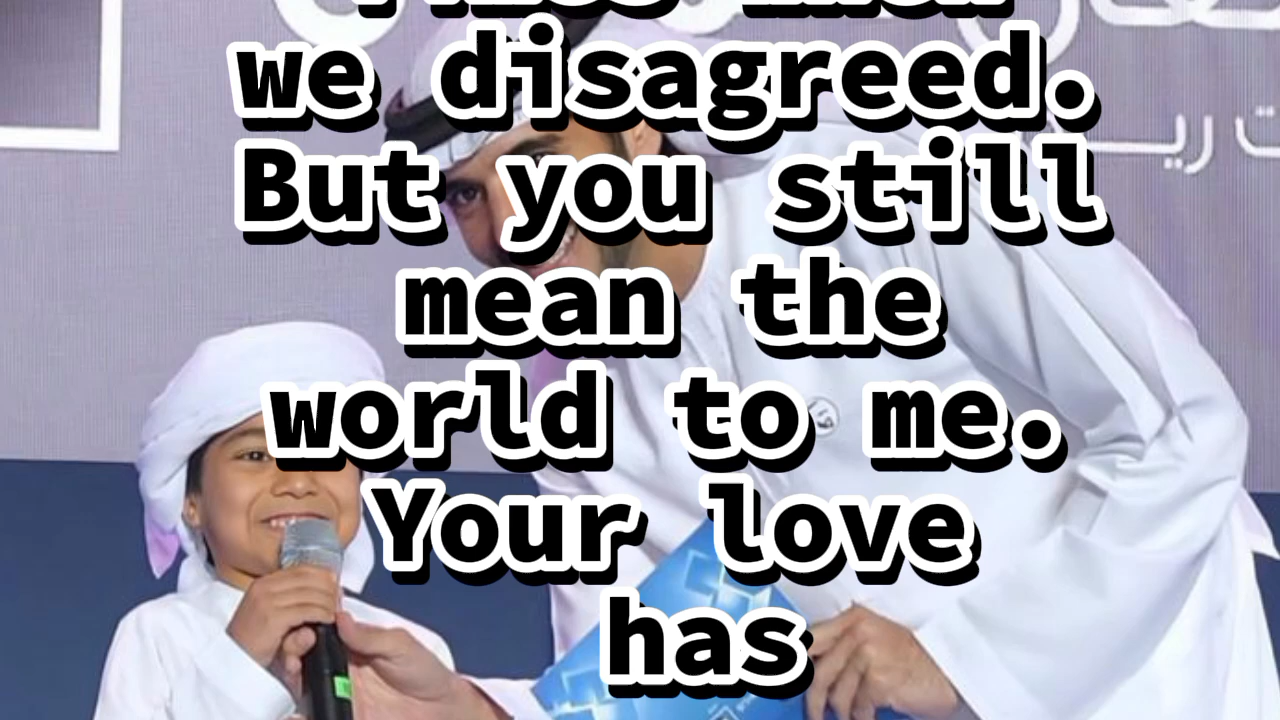 we disagreed.
But you still
mean the
world to me.
Your love
has